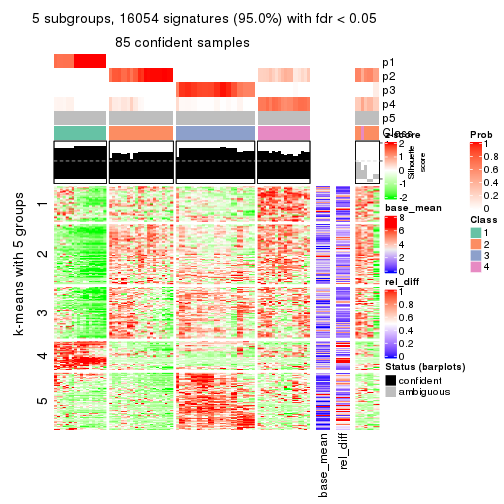 5 subgroups, 16054 signatures (95.0%) with fdr < 0.05
85 confident samples
p1
p2
p3
p4
p5
Class
z-score
2
1
0
-1
-2
Silhouette
score
Prob
1
0.8
0.6
0.4
0.2
0
base_mean
8
6
4
2
0
Class
1
2
3
4
rel_diff
1
0.8
0.6
0.4
0.2
0
Status (barplots)
confident
ambiguous
k-means with 5 groups
1
2
3
4
5
base_mean
rel_diff